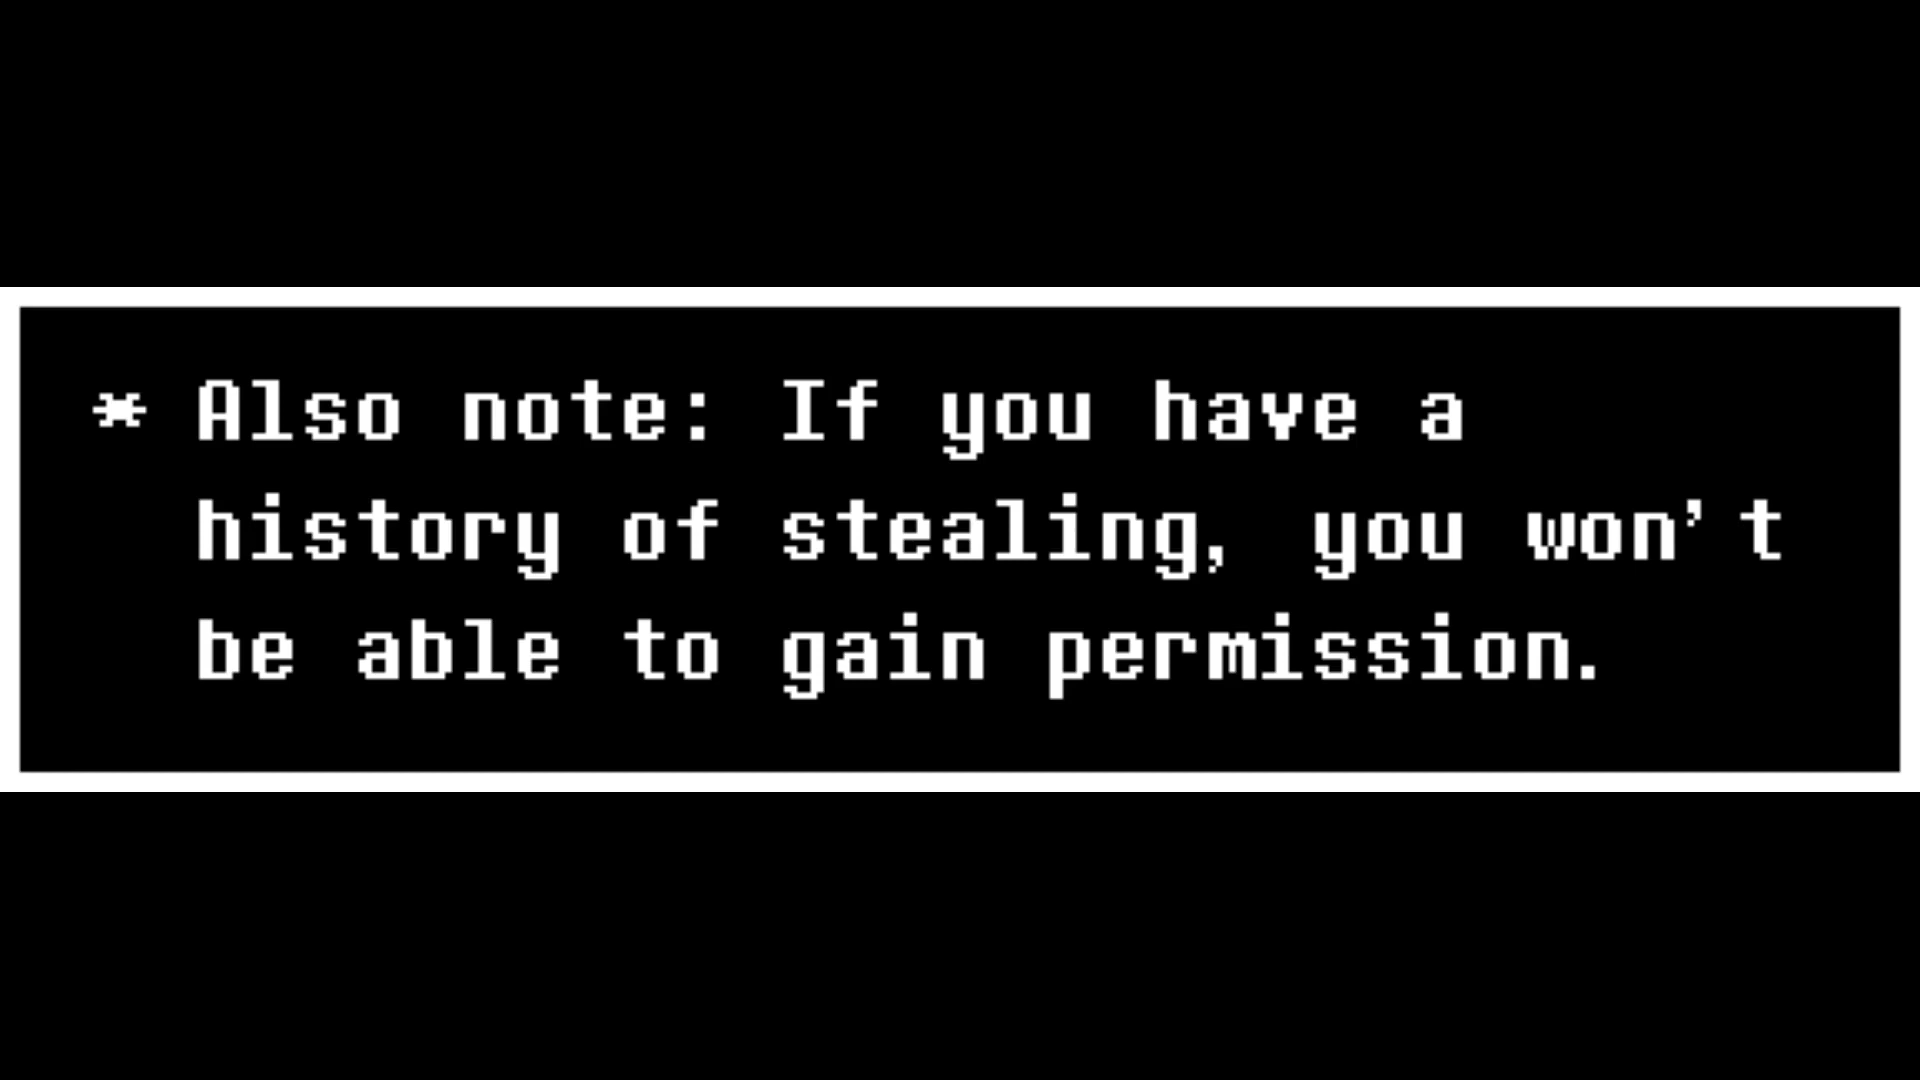 * Also note: If you have a
history of stealing, you won't
be able to gain permission.